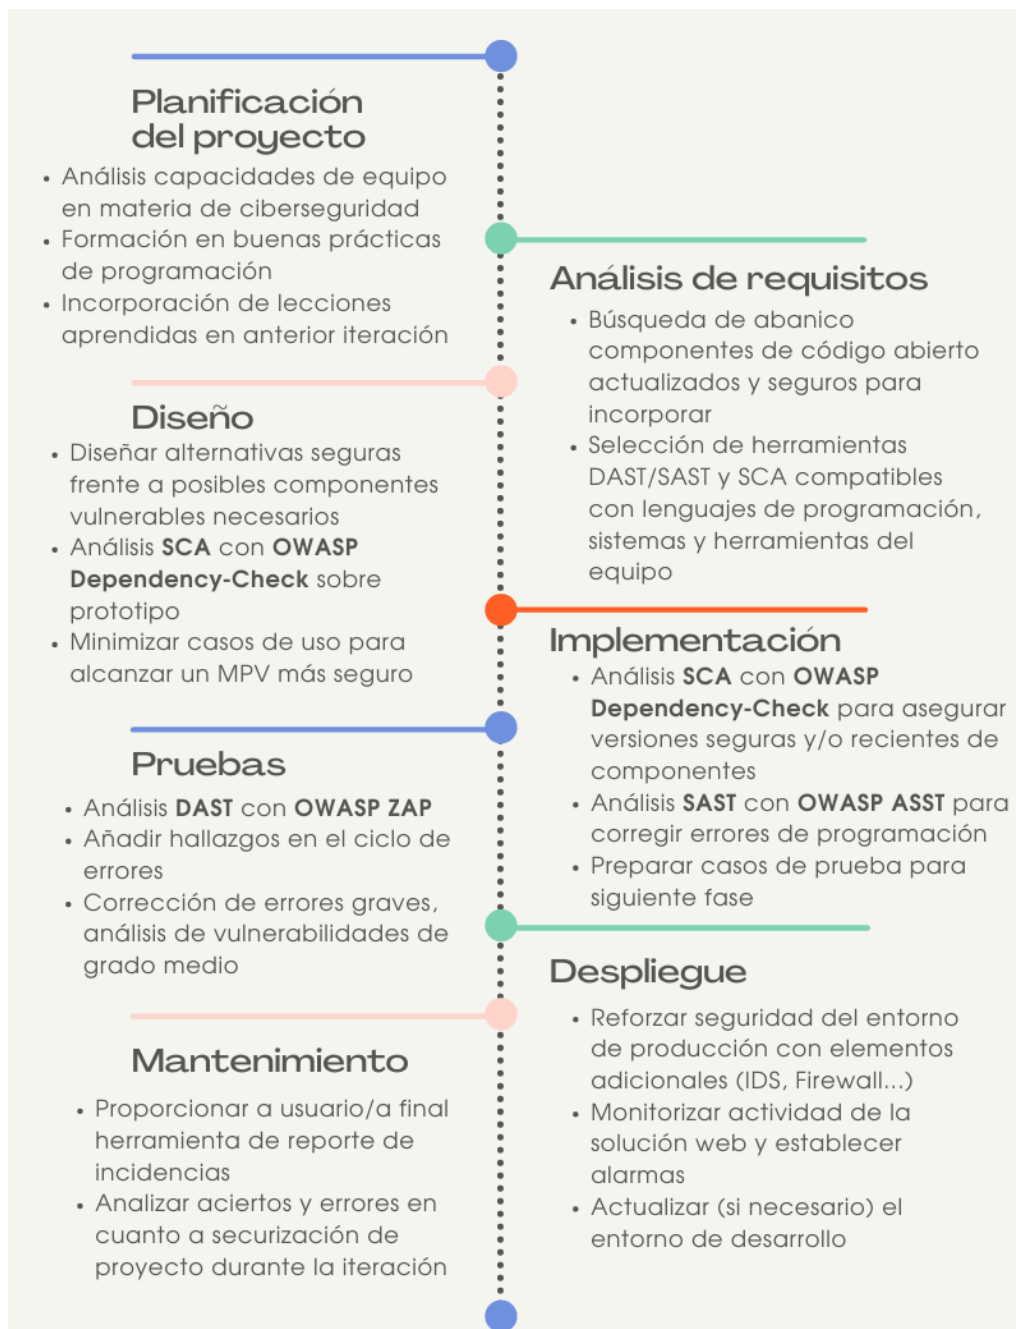 Planificación
del proyecto
• Análisis capacidades de equipo
en materia de ciberseguridad
• Formación en buenas prácticas
de programación
• Incorporación de lecciones
aprendidas en anterior iteración
Análisis de requisitos
• Búsqueda de abanico
componentes de código abierto
actualizados y seguros para
incorporar
• Selección de herramientas
DAST/SAST y SCA compatibles
con lenguajes de programación,
sistemas y herramientas del
equipo
Diseño
• Diseñar alternativas seguras
frente a posibles componentes
vulnerables necesarios
• Análisis SCA con OWASP
Dependency-Check sobre
prototipo
• Minimizar casos de uso para
alcanzar un MPV más seguro
Implementación
• Análisis SCA con OWASP
Dependency-Check para asegurar
versiones seguras y/o recientes de
componentes
• Análisis SAST con OWASP ASST para
corregir errores de programación
• Preparar casos de prueba para
siguiente fase
Pruebas
• Análisis DAST con OWASP ZAP
• Añadir hallazgos en el ciclo de
errores
• Corrección de errores graves,
análisis de vulnerabilidades de
grado medio
Despliegue
• Reforzar seguridad del entorno
de producción con elementos
adicionales (IDS, Firewall...)
• Monitorizar actividad de la
solución web y establecer
alarmas
• Actualizar (si necesario) el
entorno de desarrollo
Mantenimiento
• Proporcionar a usuario/a final
herramienta de reporte de
incidencias
• Analizar aciertos y errores en
cuanto a securización de
proyecto durante la iteración